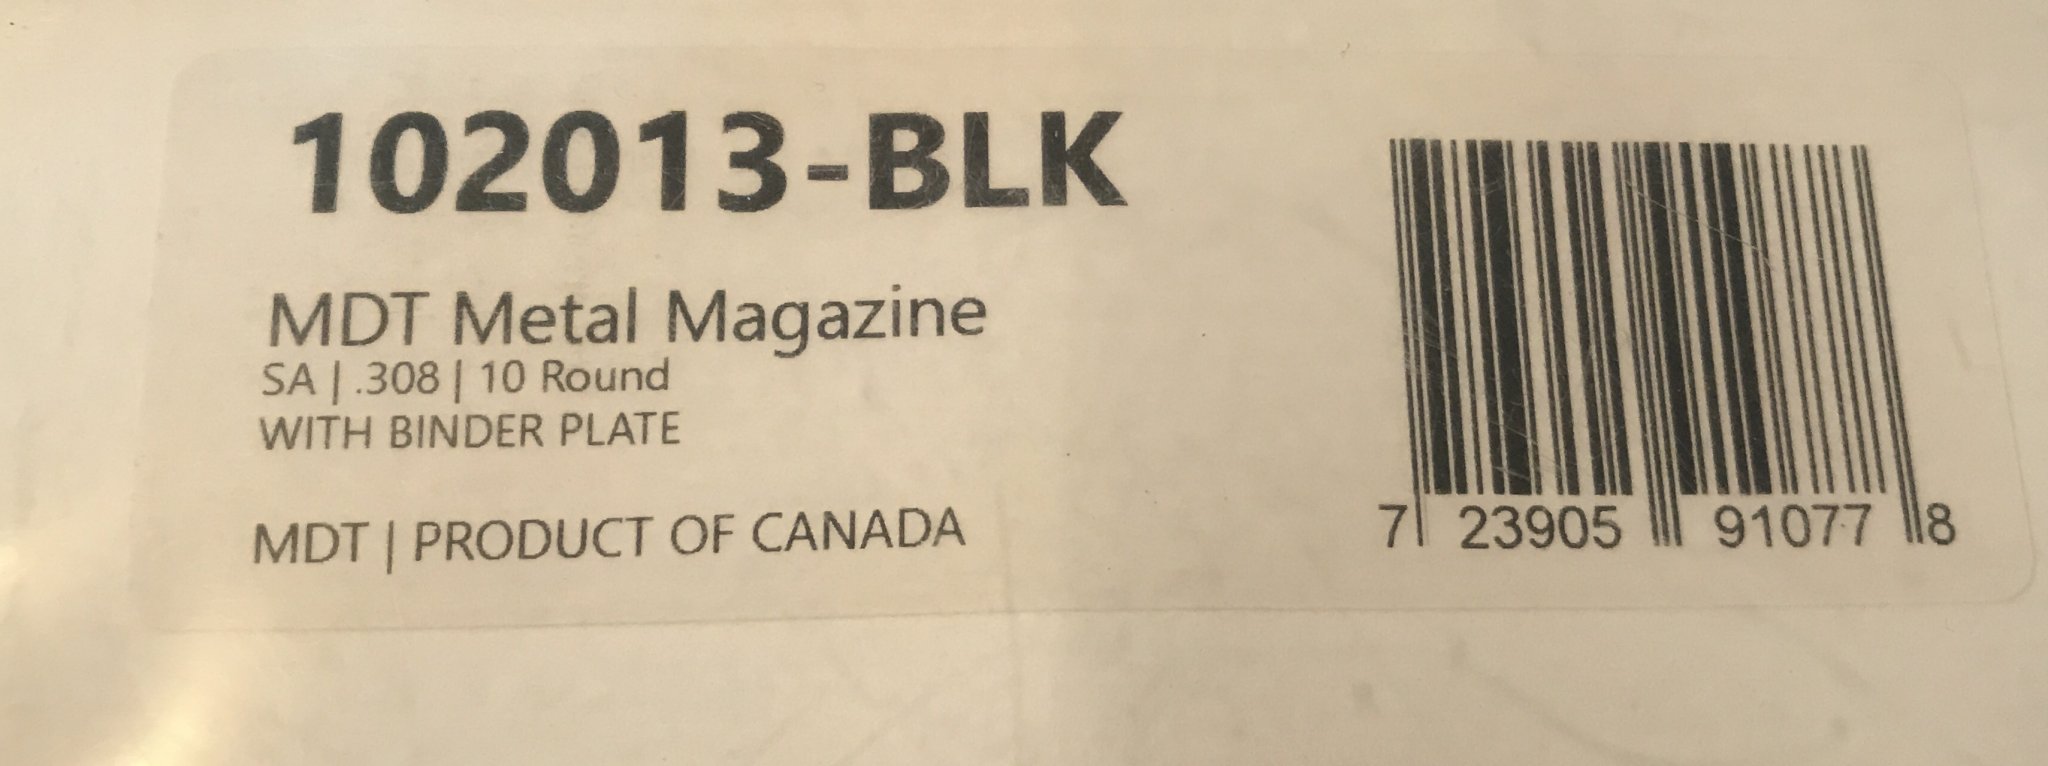 102013-BLK
MDT Metal Magazine
SA | .308 | 10 Round
WITH BINDER PLATE
MDT | PRODUCT OF CANADA
7 23905 91077 8